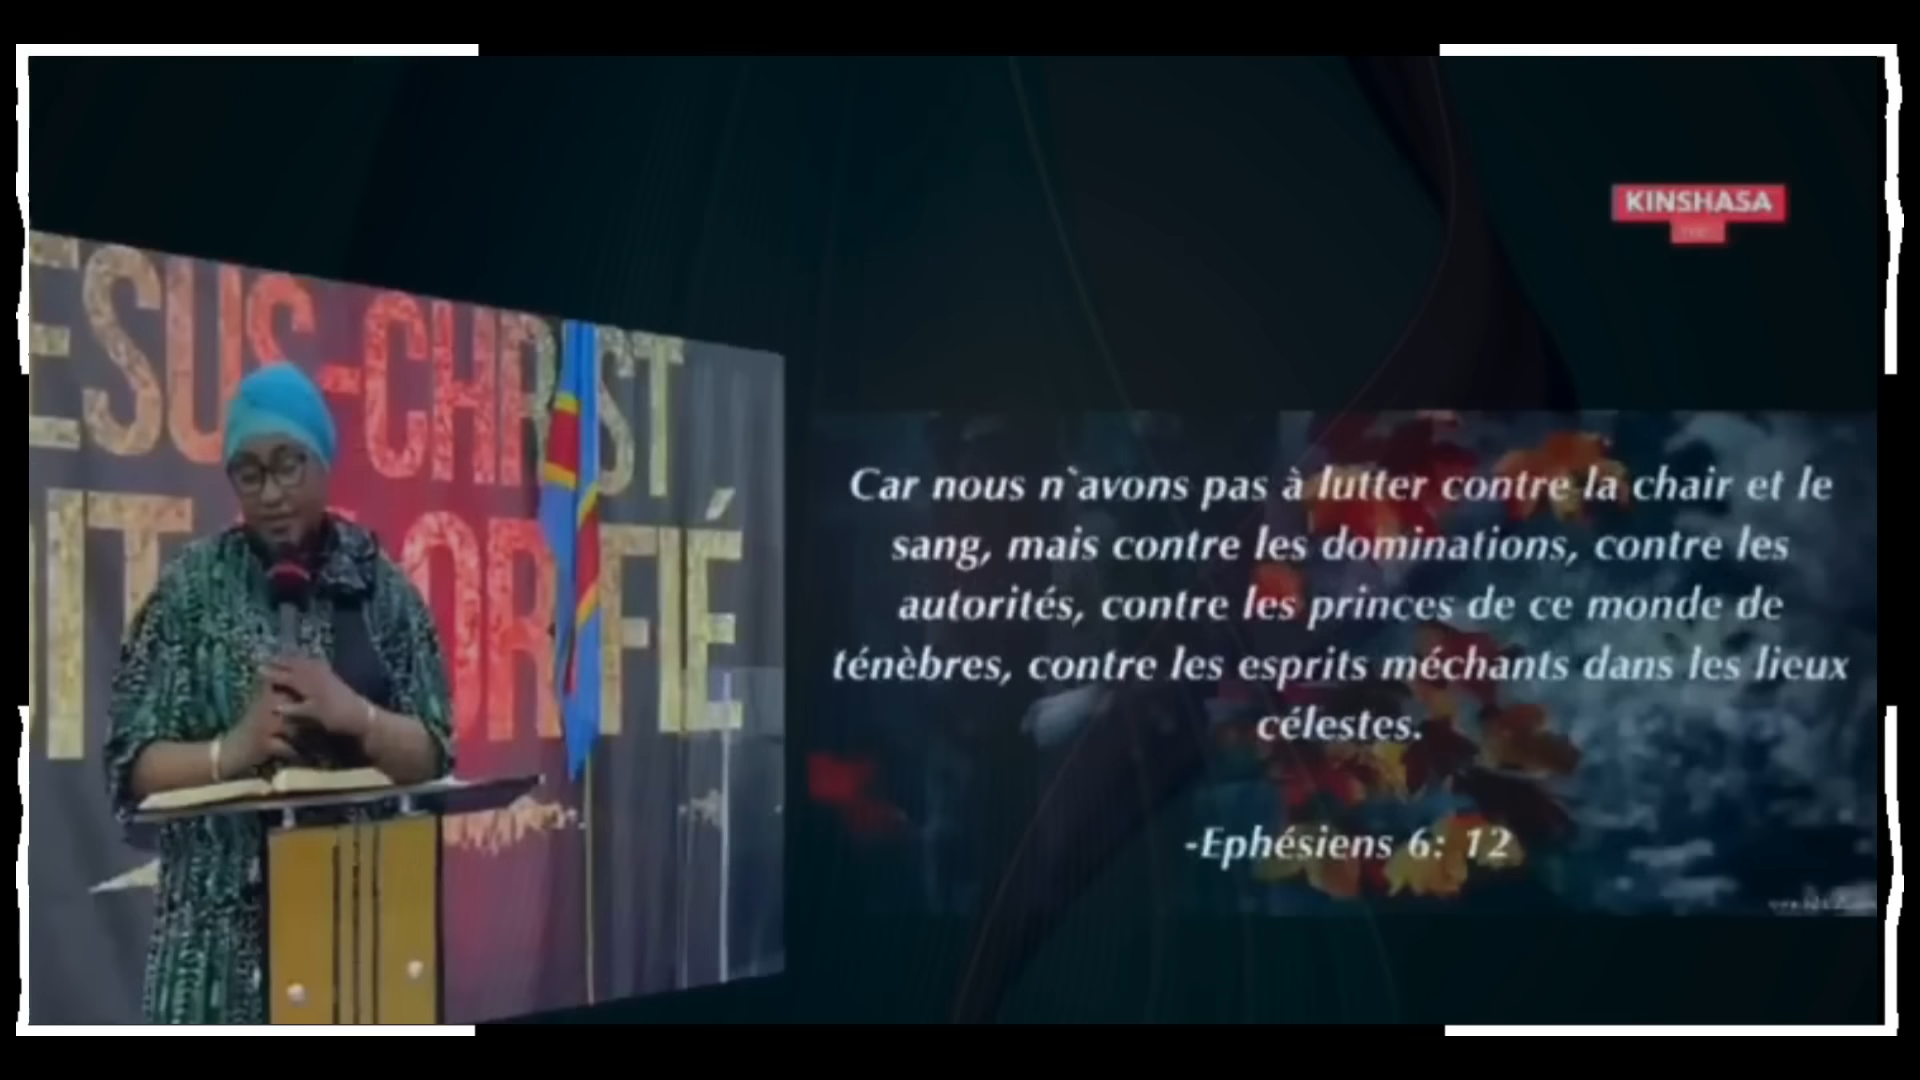 KINSHASA
ESUS-CHRIST
Car nous n`avons pas à lutter contre la chair et le
sang, mais contre les dominations, contre les
autorités, contre les princes de ce monde de
ténèbres, contre les esprits méchants dans les lieux
célestes.
-Ephésiens 6: 12